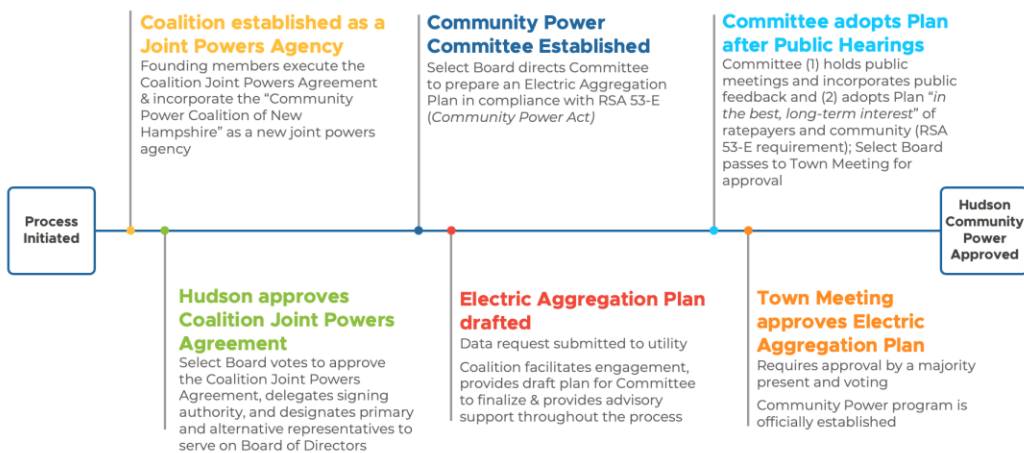 Process
Initiated
Coalition established as a
Joint Powers Agency
Founding members execute the
Coalition Joint Powers Agreement
& incorporate the “Community
Power Coalition of New
Hampshire” as a new joint powers
agency
Hudson approves
Coalition Joint Powers
Agreement
Select Board votes to approve
the Coalition Joint Powers
Agreement, delegates signing
authority, and designates primary
and alternative representatives to
serve on Board of Directors
Community Power
Committee Established
Select Board directs Committee
to prepare an Electric Aggregation
Plan in compliance with RSA 53-E
(Community Power Act)
Electric Aggregation Plan
drafted
Data request submitted to utility
Coalition facilitates engagement,
provides draft plan for Committee
to finalize & provides advisory
support throughout the process
Committee adopts Plan
after Public Hearings
Committee (1) holds public
meetings and incorporates public
feedback and (2) adopts Plan “in
the best, long-term interest” of
ratepayers and community (RSA
53-E requirement); Select Board
passes to Town Meeting for
approval
Town Meeting
approves Electric
Aggregation Plan
Requires approval by a majority
present and voting
Community Power program is
officially established
Hudson
Community
Power
Approved